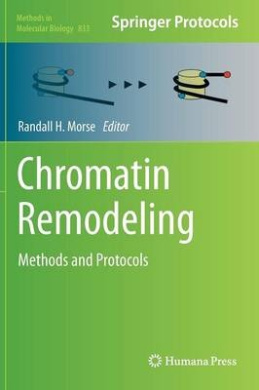 Methods in
Molecular Biology 833
Springer Protocols
Randall H. Morse Editor
Chromatin
Remodeling
Methods and Protocols
Humana Press